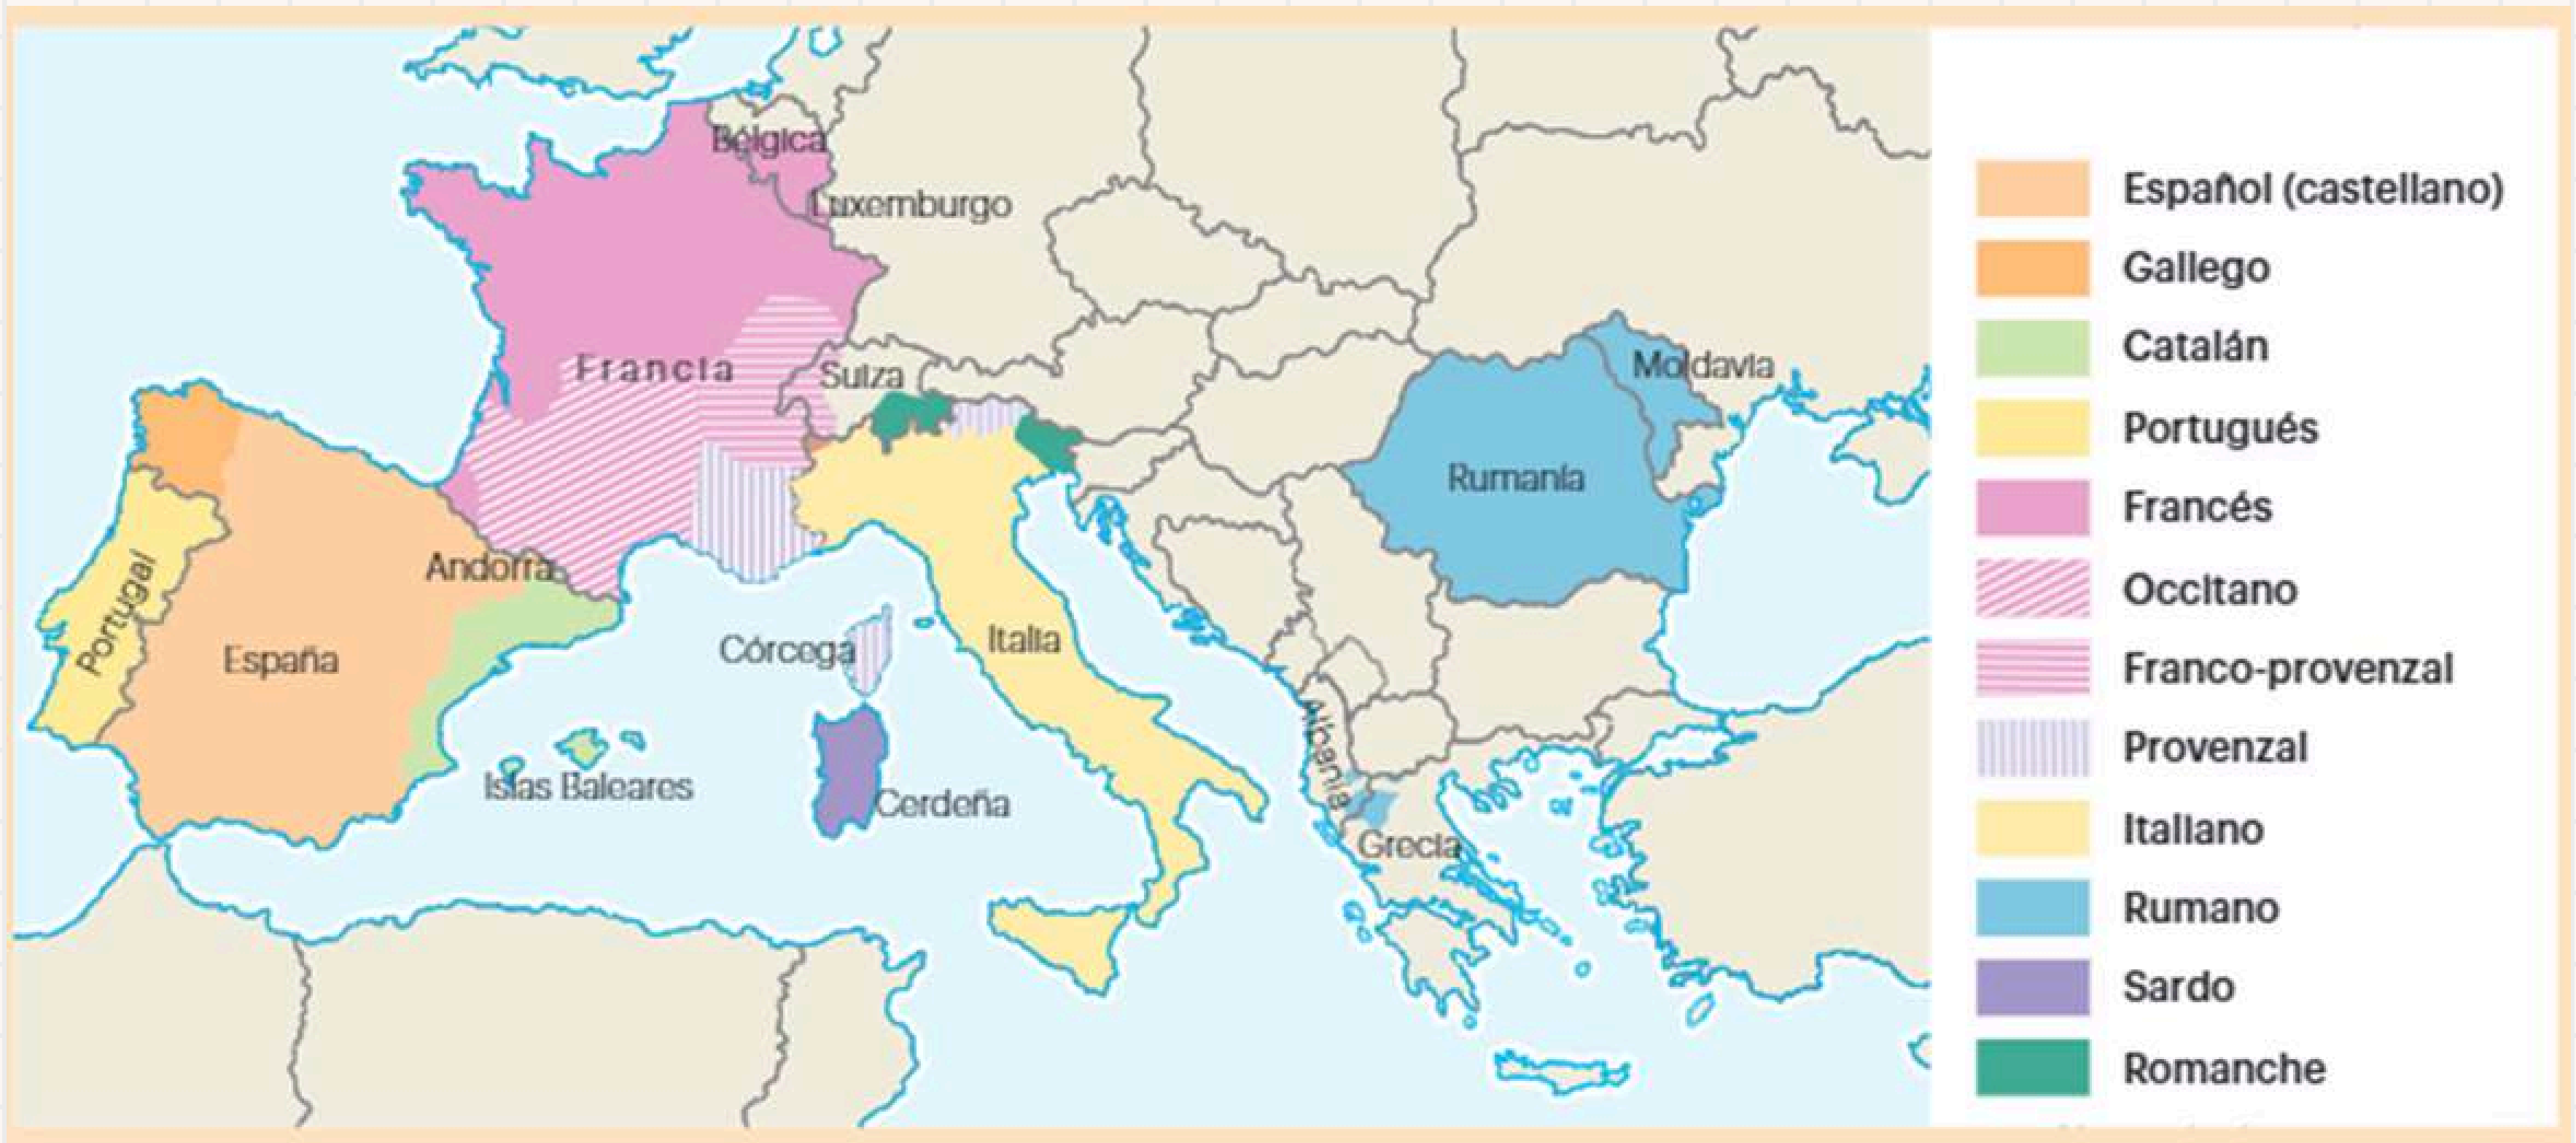 Bélgica
Luxemburgo
Francia
Suiza
Moldavia
Rumanía
Andorra
Portugal
España
Córcega
Italia
Islas Baleares
Cerdeña
Albania
Grecia
Español (castellano)
Gallego
Catalán
Portugués
Francés
Occitano
Franco-provenzal
Provenzal
Italiano
Rumano
Sardo
Romanche